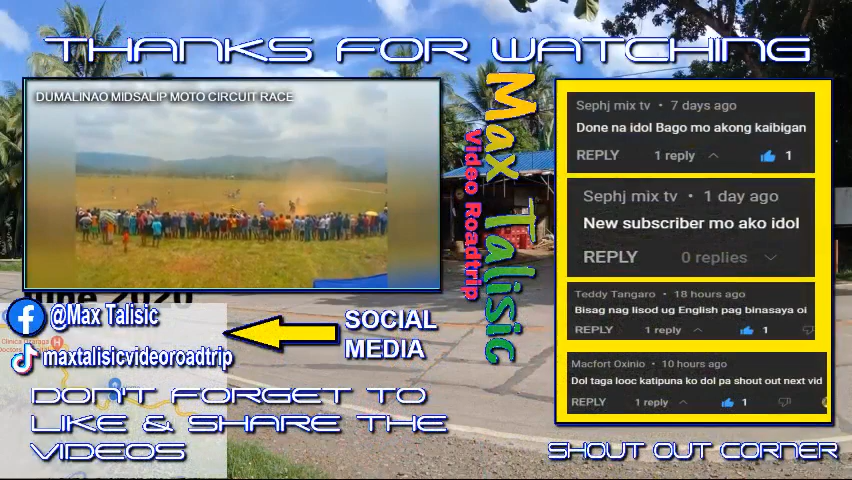 THANKS FOR WATCHING
DUMALINAO MIDSALIP MOTO CIRCUIT RACE
Max Talisic
Video Roadtrip
Sephj mix tv • 7 days ago
Done na idol Bago mo akong kaibigan
REPLY 1 reply 1
Sephj mix tv • 1 day ago
New subscriber mo ako idol
REPLY 0 replies
Teddy Tangaro • 18 hours ago
Bisag nag lisod ug English pag binasaya oi
REPLY 1 reply 1
Macfort Oxinio • 10 hours ago
Dol taga looc katipuna ko dol pa shout out next vid
REPLY 1 reply 1
SHOUT OUT CORNER
June 2020
@Max Talisic
maxtalisicvideoroadtrip
SOCIAL
MEDIA
DON'T FORGET TO
LIKE & SHARE THE
VIDEOS